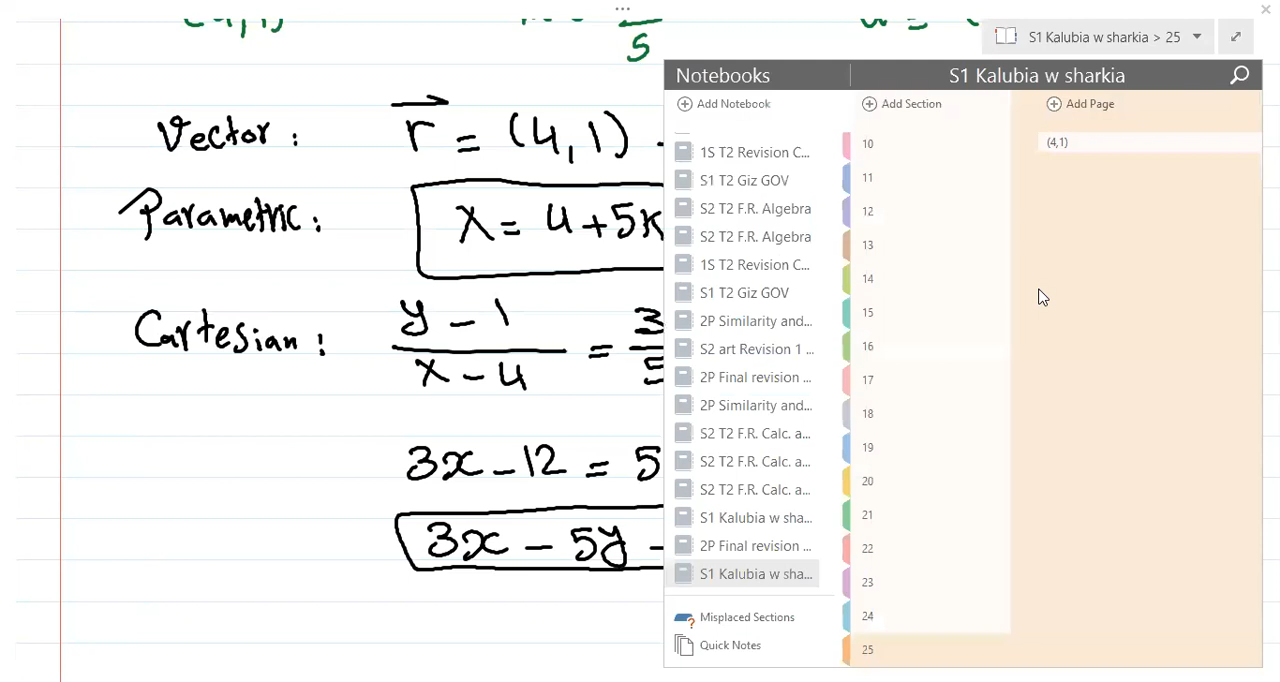 S1 Kalubia w sharkia > 25
Notebooks
S1 Kalubia w sharkia
Add Notebook
Add Section
Add Page
1S T2 Revision C...
S1 T2 Giz GOV
S2 T2 F.R. Algebra
S2 T2 F.R. Algebra
1S T2 Revision C...
S1 T2 Giz GOV
2P Similarity and...
S2 art Revision 1 ...
2P Final revision ...
2P Similarity and...
S2 T2 F.R. Calc. a...
S2 T2 F.R. Calc. a...
S2 T2 F.R. Calc. a...
S1 Kalubia w sha...
2P Final revision ...
S1 Kalubia w sha...
Misplaced Sections
Quick Notes
10
11
12
13
14
15
16
17
18
19
20
21
22
23
24
25
(4,1)
Vector : r = (4,1)
Parametric : x = 4+5k
Cartesian : y - 1 / x - 4 = 3 / 5
3x - 12 = 5
3x - 5y -